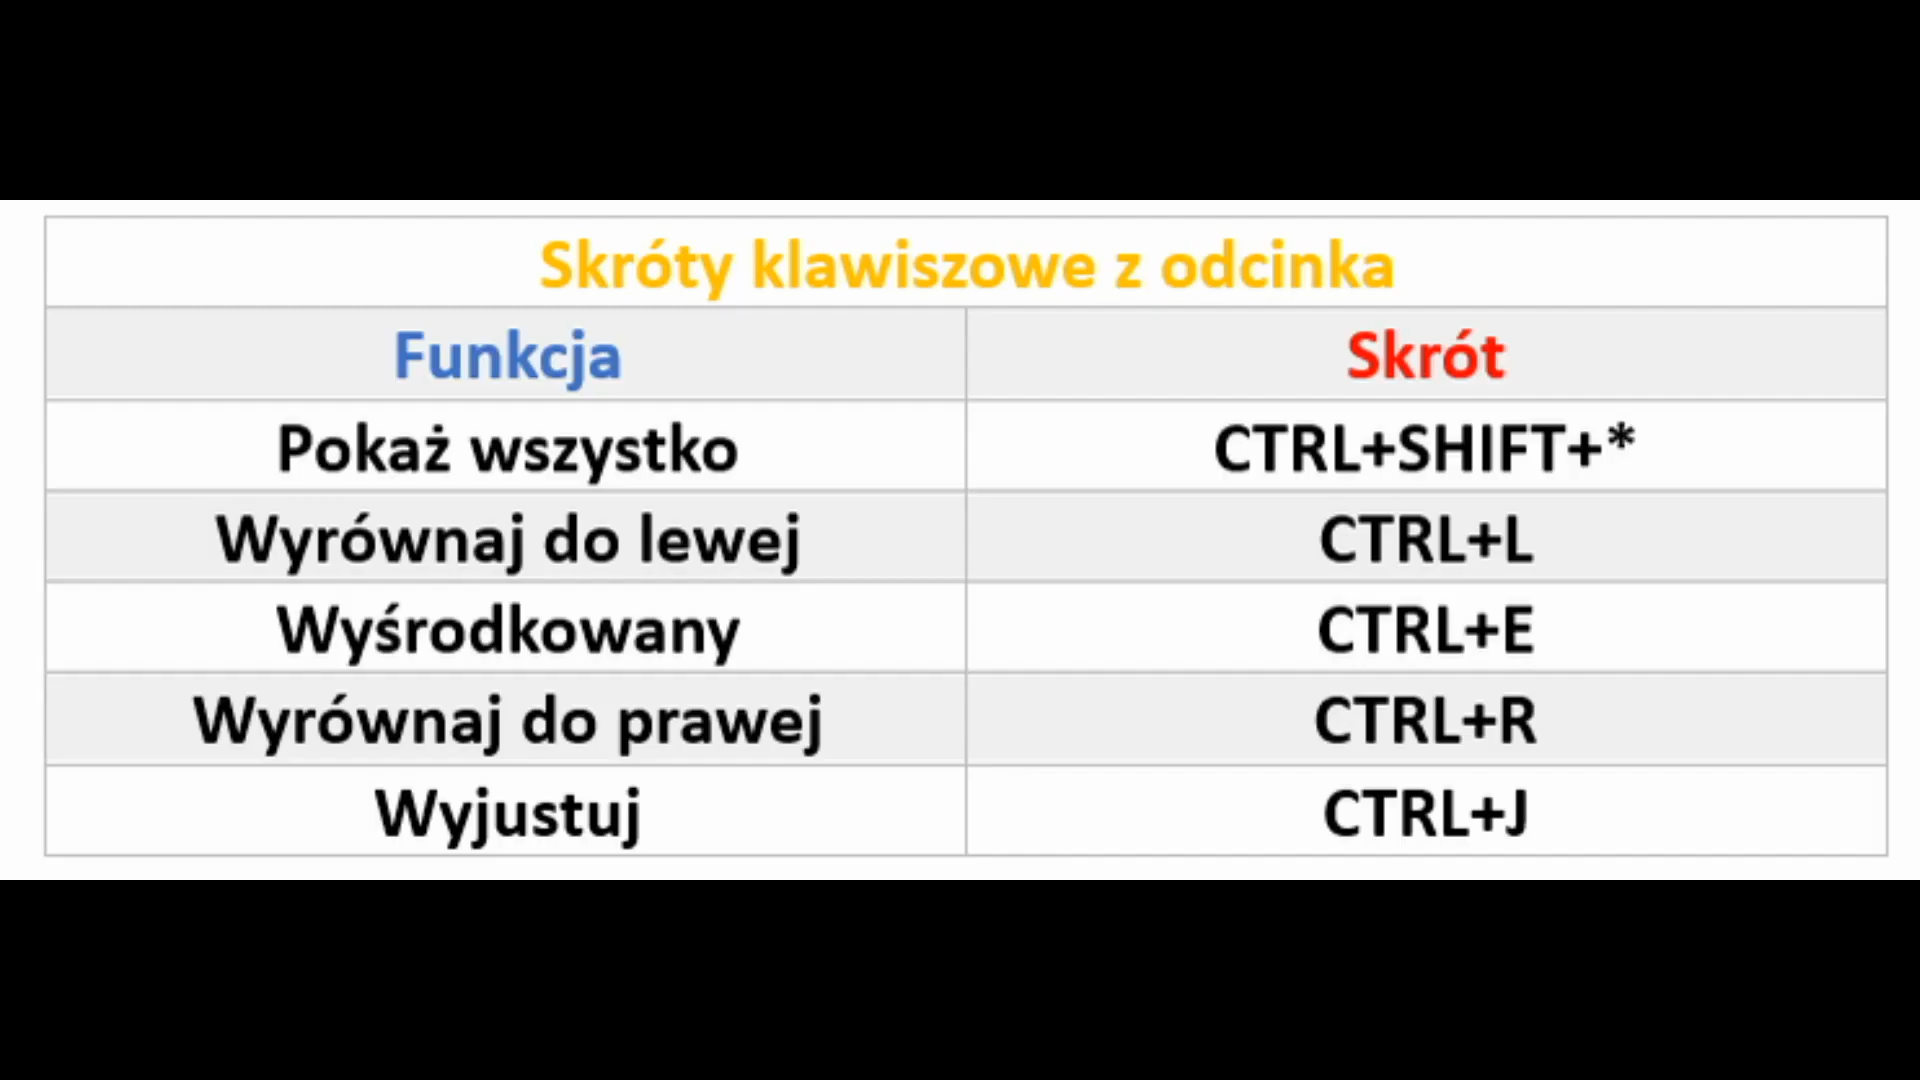 Skróty klawiszowe z odcinka
Funkcja Skrót
Pokaż wszystko CTRL+SHIFT+*
Wyrównaj do lewej CTRL+L
Wyśrodkowany CTRL+E
Wyrównaj do prawej CTRL+R
Wyjustuj CTRL+J